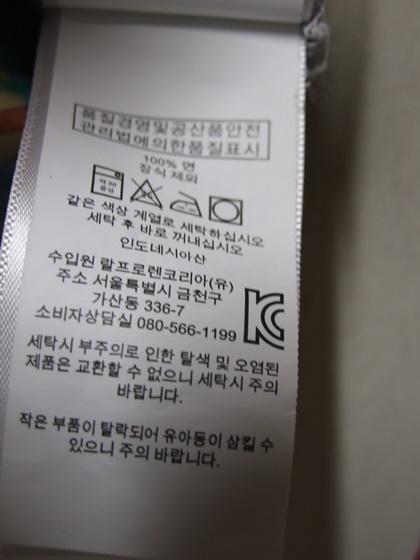 품질경영및공산품안전
관리법에의한품질표시
100% 면
장식 제외
약 30
중성
같은 색상 계열로 세탁하십시오
세탁 후 바로 꺼내십시오
인도네시아산
수입원 랄프로렌코리아(유)
주소 서울특별시 금천구
가산동 336-7
소비자상담실 080-566-1199
세탁시 부주의로 인한 탈색 및 오염된
제품은 교환할 수 없으니 세탁시 주의
바랍니다.
작은 부품이 탈락되어 유아동이 삼킬 수
있으니 주의 바랍니다.